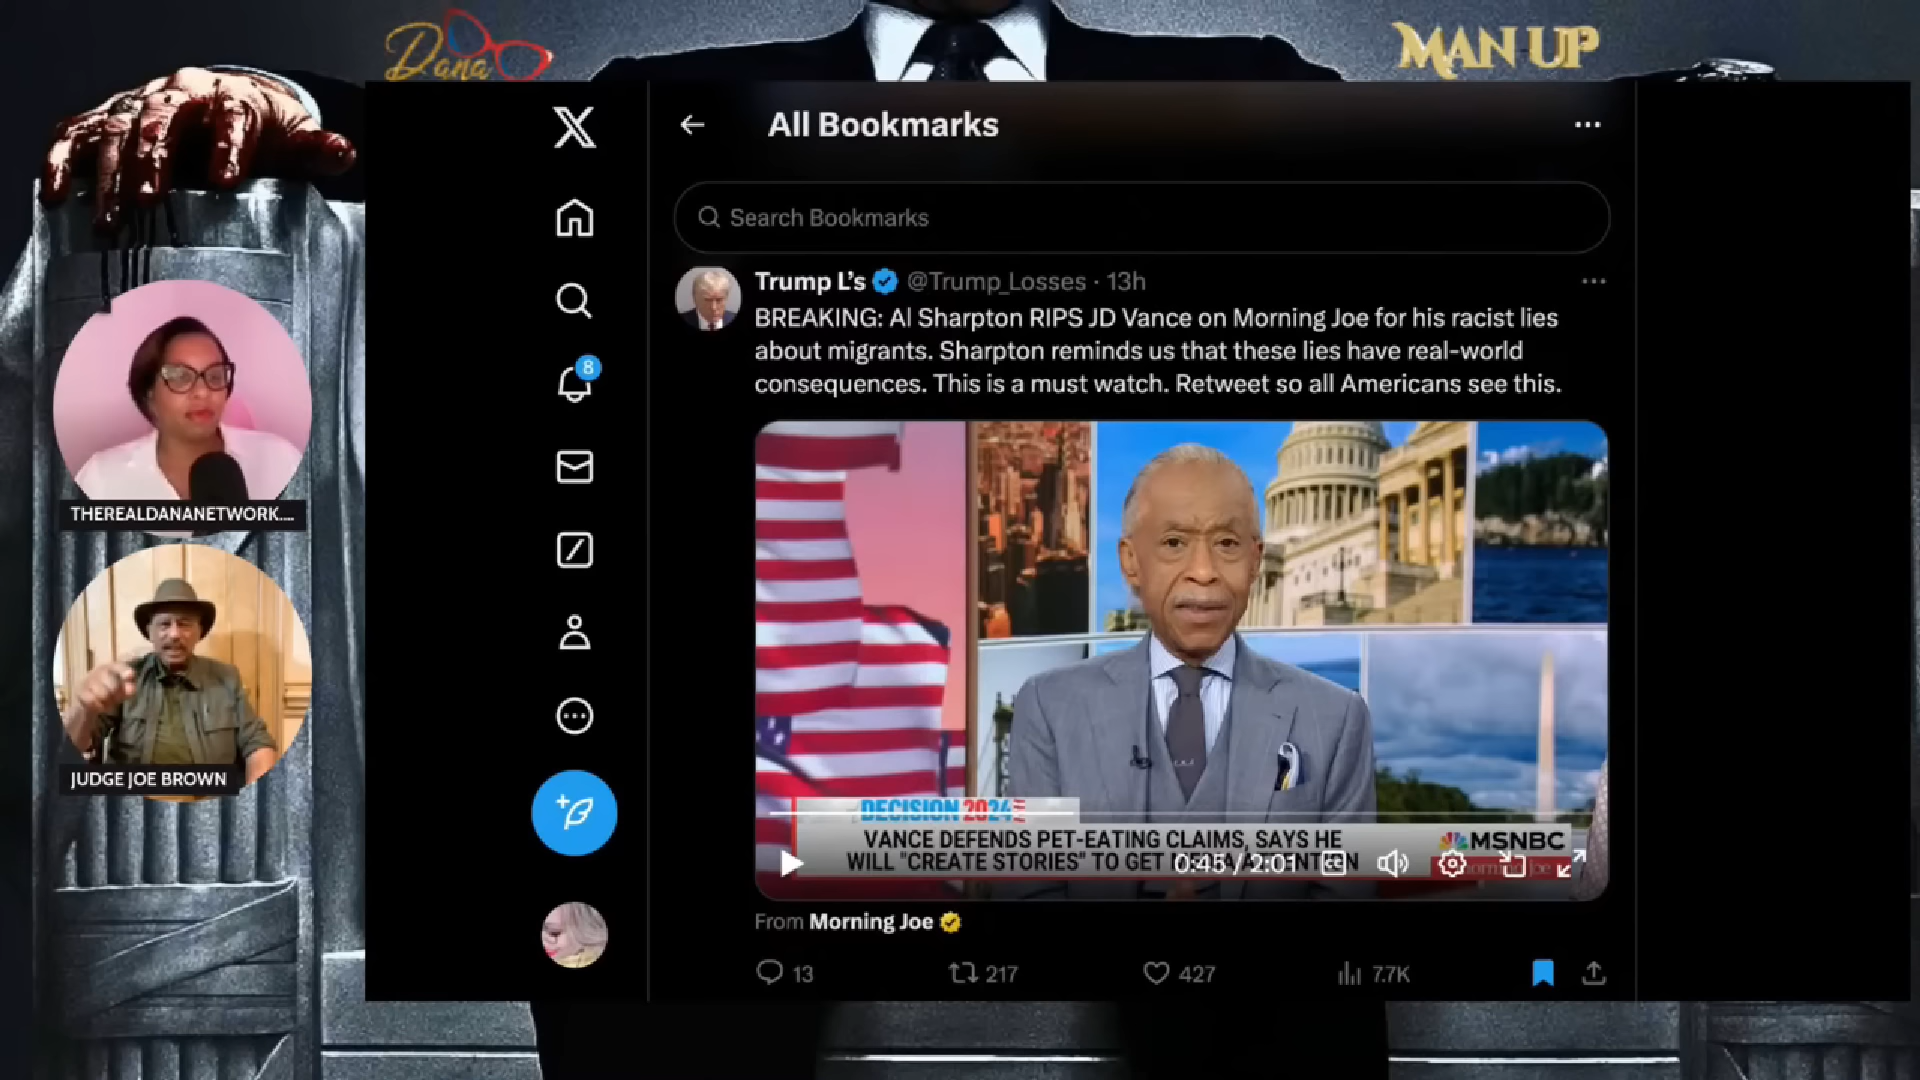 Dana
MAN UP
All Bookmarks
Search Bookmarks
Trump L's @Trump_Losses · 13h
BREAKING: Al Sharpton RIPS JD Vance on Morning Joe for his racist lies
about migrants. Sharpton reminds us that these lies have real-world
consequences. This is a must watch. Retweet so all Americans see this.
8
THEREALDANANETWORK....
JUDGE JOE BROWN
DECISION 2024
VANCE DEFENDS PET-EATING CLAIMS, SAYS HE
WILL "CREATE STORIES" TO GET MEDIA ATTENTION
MSNBC
morning joe
0:45 / 2:01
From Morning Joe
13 217 427 7.7K